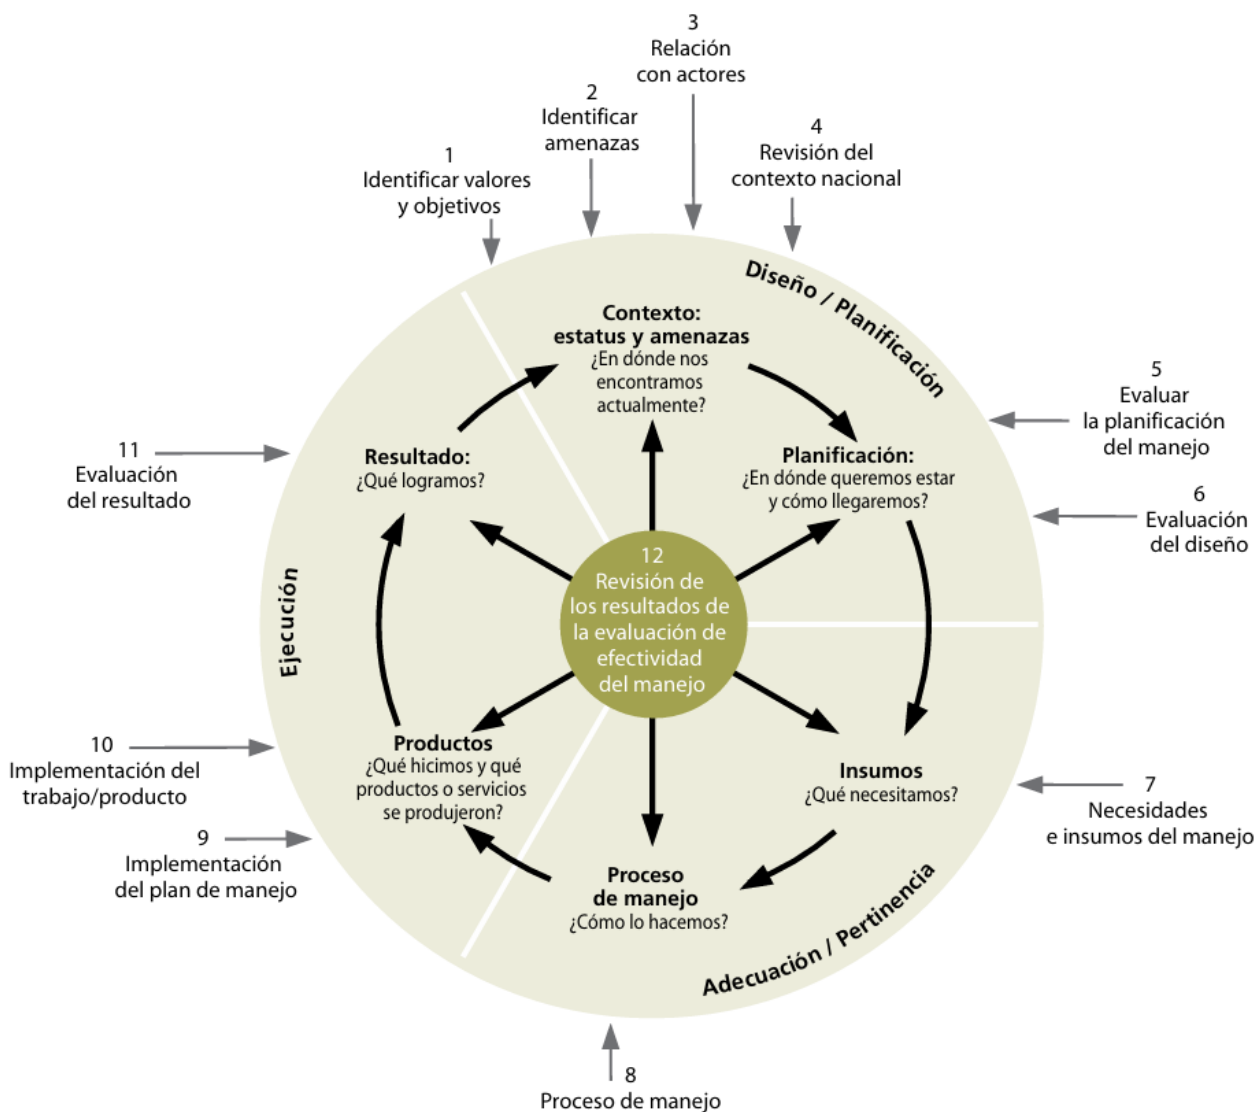 1
Identificar valores
y objetivos
2
Identificar
amenazas
3
Relación
con actores
4
Revisión del
contexto nacional
5
Evaluar
la planificación
del manejo
6
Evaluación
del diseño
7
Necesidades
e insumos del manejo
8
Proceso de manejo
9
Implementación
del plan de manejo
10
Implementación del
trabajo/producto
11
Evaluación
del resultado
Diseño / Planificación
Adecuación / Pertinencia
Ejecución
Contexto:
estatus y amenazas
¿En dónde nos
encontramos
actualmente?
Planificación:
¿En dónde queremos estar
y cómo llegaremos?
Insumos
¿Qué necesitamos?
Proceso
de manejo
¿Cómo lo hacemos?
Productos
¿Qué hicimos y qué
productos o servicios
se produjeron?
Resultado:
¿Qué logramos?
12
Revisión de
los resultados de
la evaluación de
efectividad
del manejo